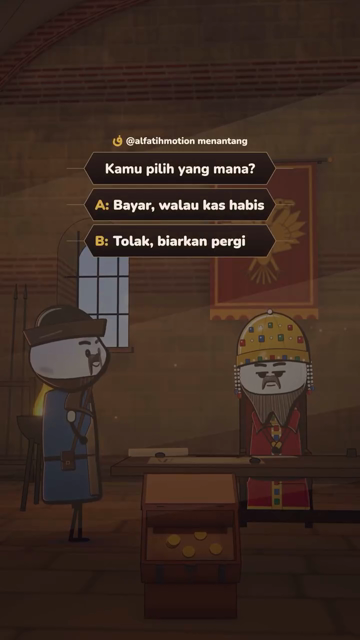 @alfatihmotion menantang
Kamu pilih yang mana?
A: Bayar, walau kas habis
B: Tolak, biarkan pergi